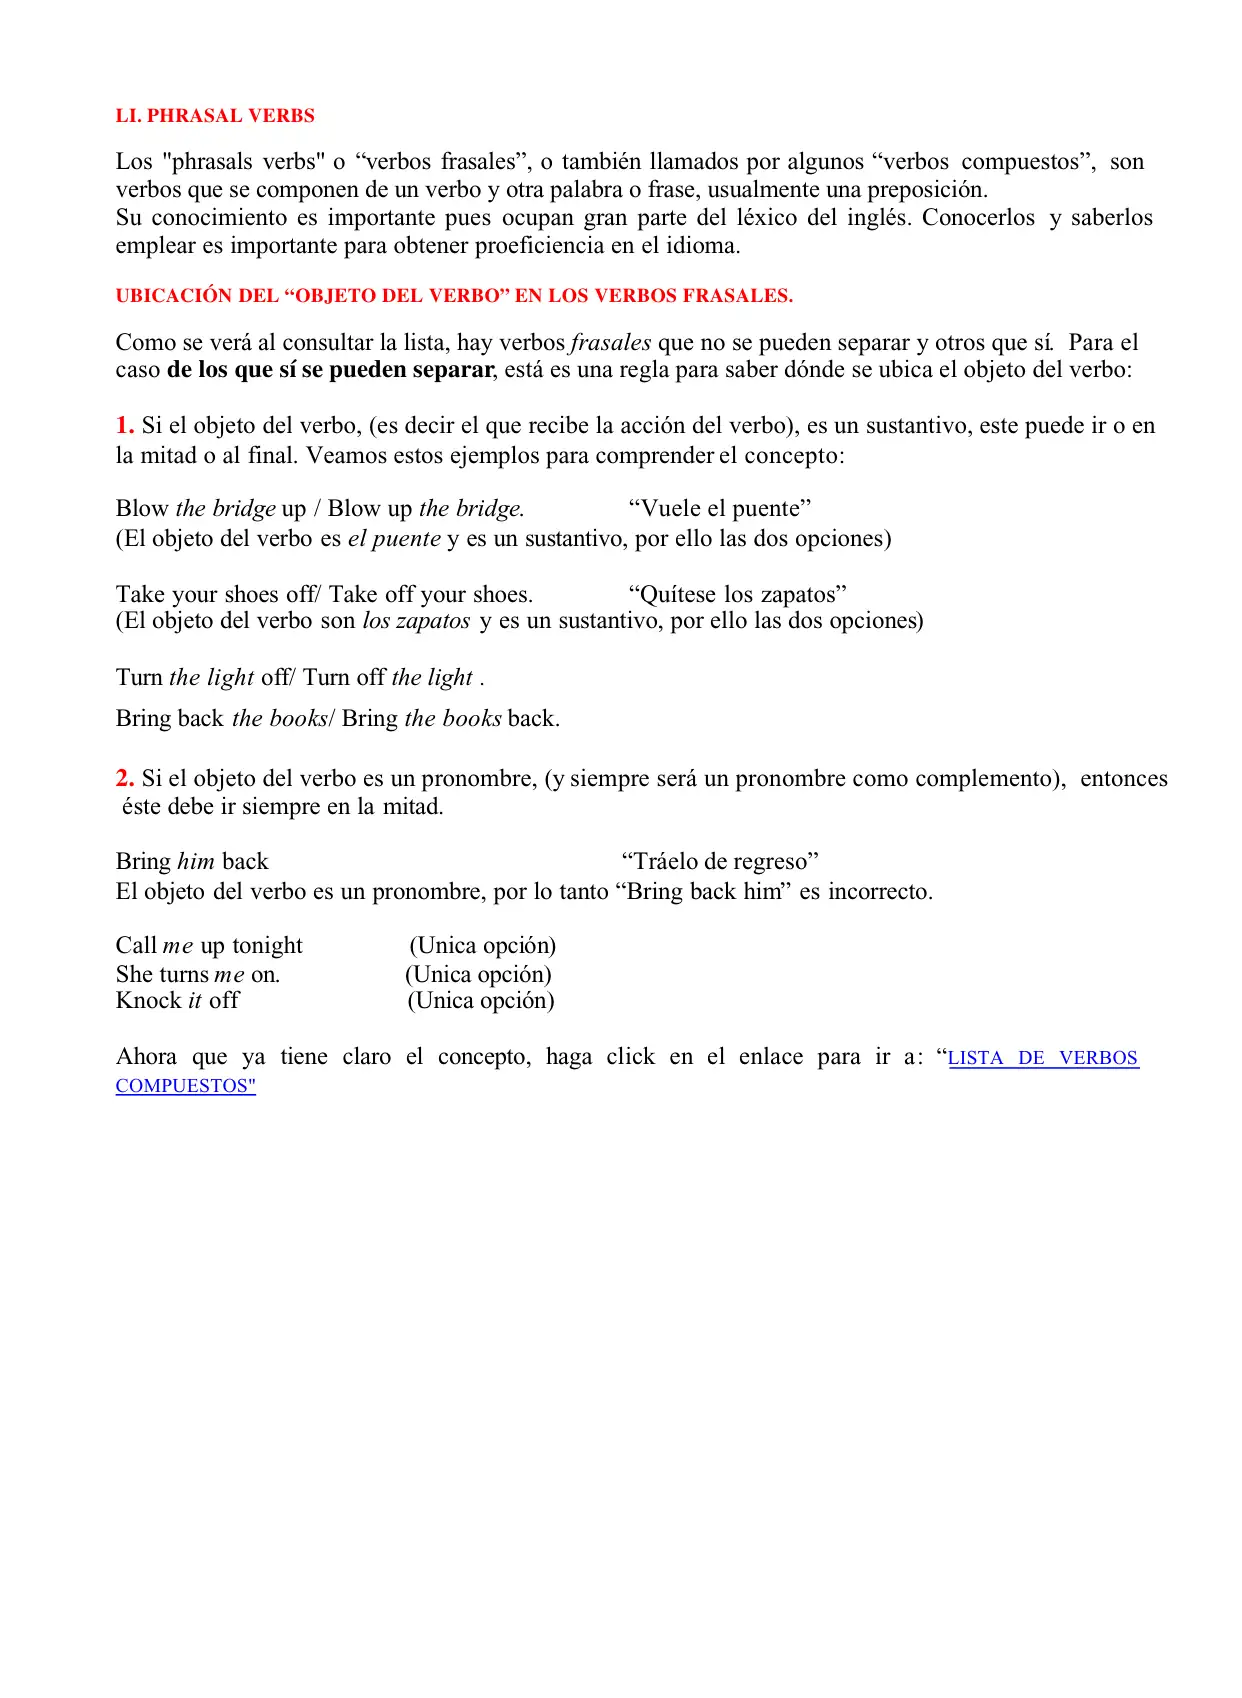 LI. PHRASAL VERBS
Los "phrasals verbs" o “verbos frasales”, o también llamados por algunos “verbos compuestos”, son
verbos que se componen de un verbo y otra palabra o frase, usualmente una preposición.
Su conocimiento es importante pues ocupan gran parte del léxico del inglés. Conocerlos y saberlos
emplear es importante para obtener proeficiencia en el idioma.
UBICACIÓN DEL “OBJETO DEL VERBO” EN LOS VERBOS FRASALES.
Como se verá al consultar la lista, hay verbos frasales que no se pueden separar y otros que sí. Para el
caso de los que sí se pueden separar, está es una regla para saber dónde se ubica el objeto del verbo:
1. Si el objeto del verbo, (es decir el que recibe la acción del verbo), es un sustantivo, este puede ir o en
la mitad o al final. Veamos estos ejemplos para comprender el concepto:
Blow the bridge up / Blow up the bridge. “Vuele el puente”
(El objeto del verbo es el puente y es un sustantivo, por ello las dos opciones)
Take your shoes off/ Take off your shoes. “Quítese los zapatos”
(El objeto del verbo son los zapatos y es un sustantivo, por ello las dos opciones)
Turn the light off/ Turn off the light .
Bring back the books/ Bring the books back.
2. Si el objeto del verbo es un pronombre, (y siempre será un pronombre como complemento), entonces
éste debe ir siempre en la mitad.
Bring him back “Tráelo de regreso”
El objeto del verbo es un pronombre, por lo tanto “Bring back him” es incorrecto.
Call me up tonight (Unica opción)
She turns me on. (Unica opción)
Knock it off (Unica opción)
Ahora que ya tiene claro el concepto, haga click en el enlace para ir a: “LISTA DE VERBOS
COMPUESTOS"